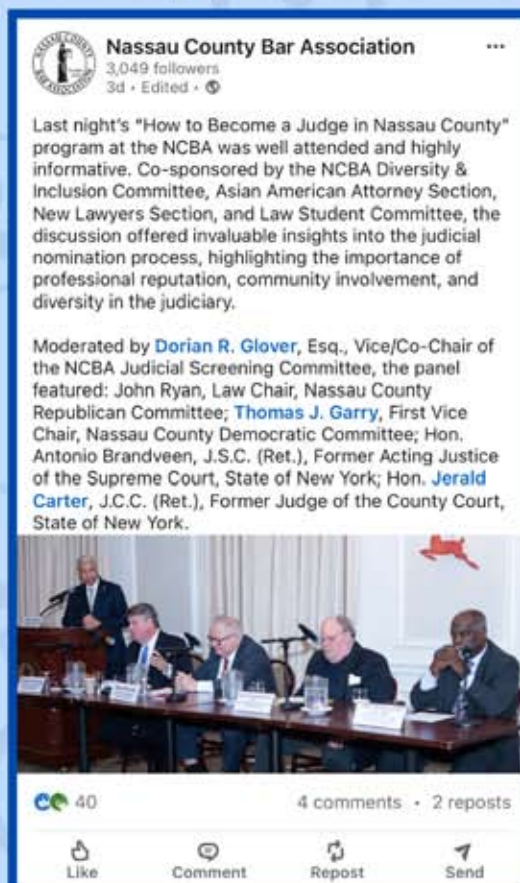 Nassau County Bar Association
3,049 followers
3d • Edited •
Last night's "How to Become a Judge in Nassau County"
program at the NCBA was well attended and highly
informative. Co-sponsored by the NCBA Diversity &
Inclusion Committee, Asian American Attorney Section,
New Lawyers Section, and Law Student Committee, the
discussion offered invaluable insights into the judicial
nomination process, highlighting the importance of
professional reputation, community involvement, and
diversity in the judiciary.
Moderated by Dorian R. Glover, Esq., Vice/Co-Chair of
the NCBA Judicial Screening Committee, the panel
featured: John Ryan, Law Chair, Nassau County
Republican Committee; Thomas J. Garry, First Vice
Chair, Nassau County Democratic Committee; Hon.
Antonio Brandveen, J.S.C. (Ret.), Former Acting Justice
of the Supreme Court, State of New York; Hon. Jerald
Carter, J.C.C. (Ret.), Former Judge of the County Court,
State of New York.
40
4 comments • 2 reposts
Like Comment Repost Send